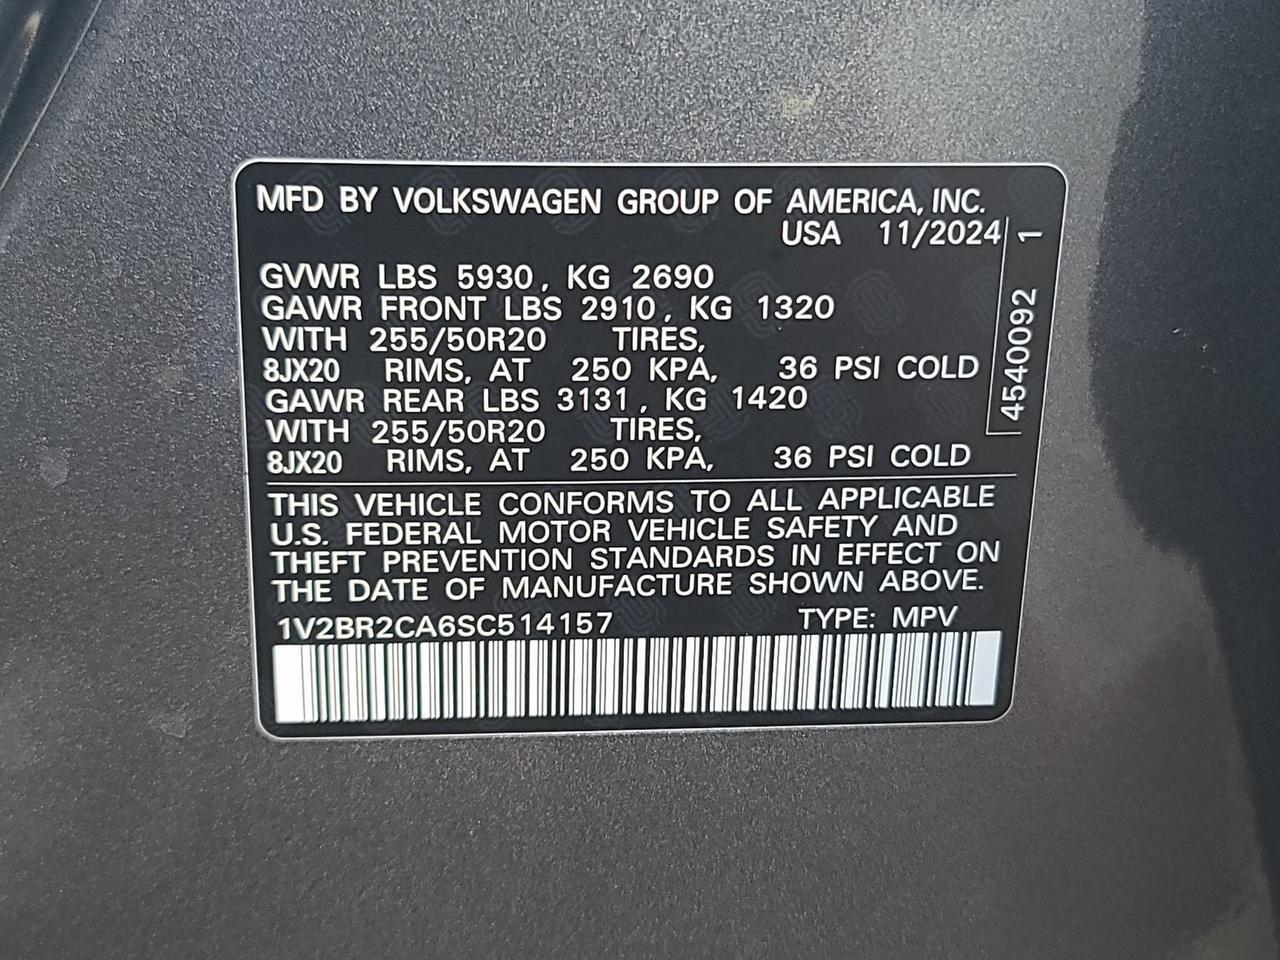 MFD BY VOLKSWAGEN GROUP OF AMERICA, INC.
USA 11/2024
GVWR LBS 5930, KG 2690
GAWR FRONT LBS 2910, KG 1320
WITH 255/50R20 TIRES,
8JX20 RIMS, AT 250 KPA, 36 PSI COLD
GAWR REAR LBS 3131, KG 1420
WITH 255/50R20 TIRES,
8JX20 RIMS, AT 250 KPA, 36 PSI COLD
4540092 1
THIS VEHICLE CONFORMS TO ALL APPLICABLE
U.S. FEDERAL MOTOR VEHICLE SAFETY AND
THEFT PREVENTION STANDARDS IN EFFECT ON
THE DATE OF MANUFACTURE SHOWN ABOVE.
1V2BR2CA6SC514157 TYPE: MPV